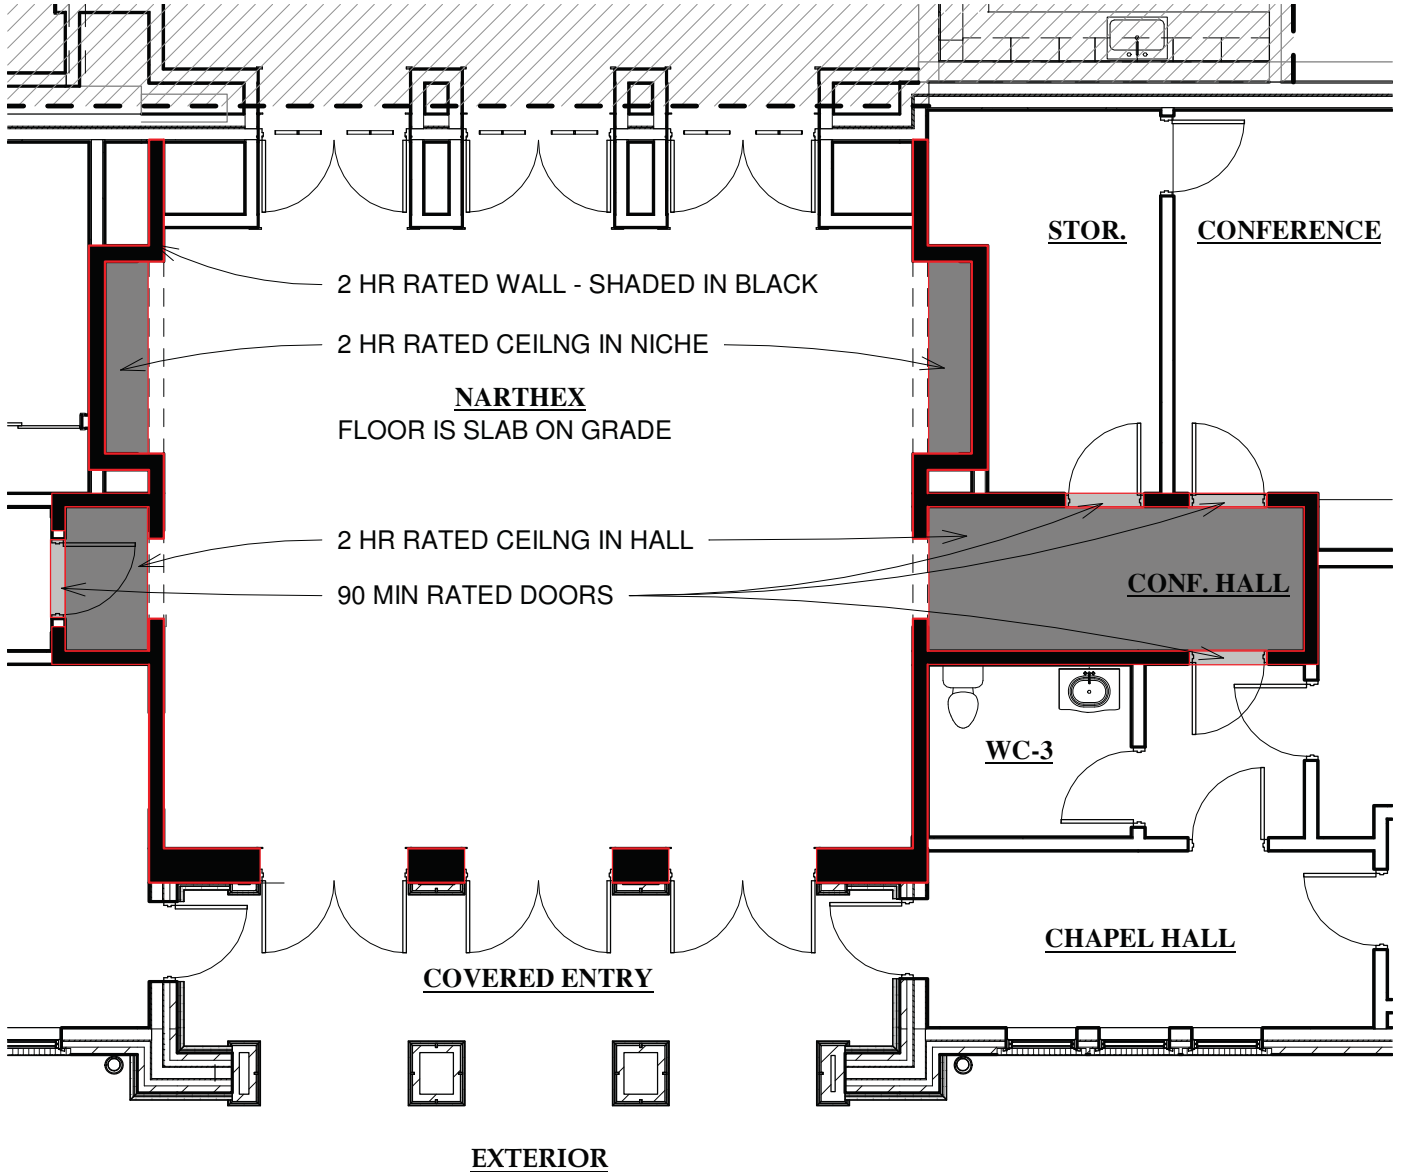 STOR.
CONFERENCE
2 HR RATED WALL - SHADED IN BLACK
2 HR RATED CEILNG IN NICHE
NARTHEX
FLOOR IS SLAB ON GRADE
2 HR RATED CEILNG IN HALL
CONF. HALL
90 MIN RATED DOORS
WC-3
CHAPEL HALL
COVERED ENTRY
EXTERIOR